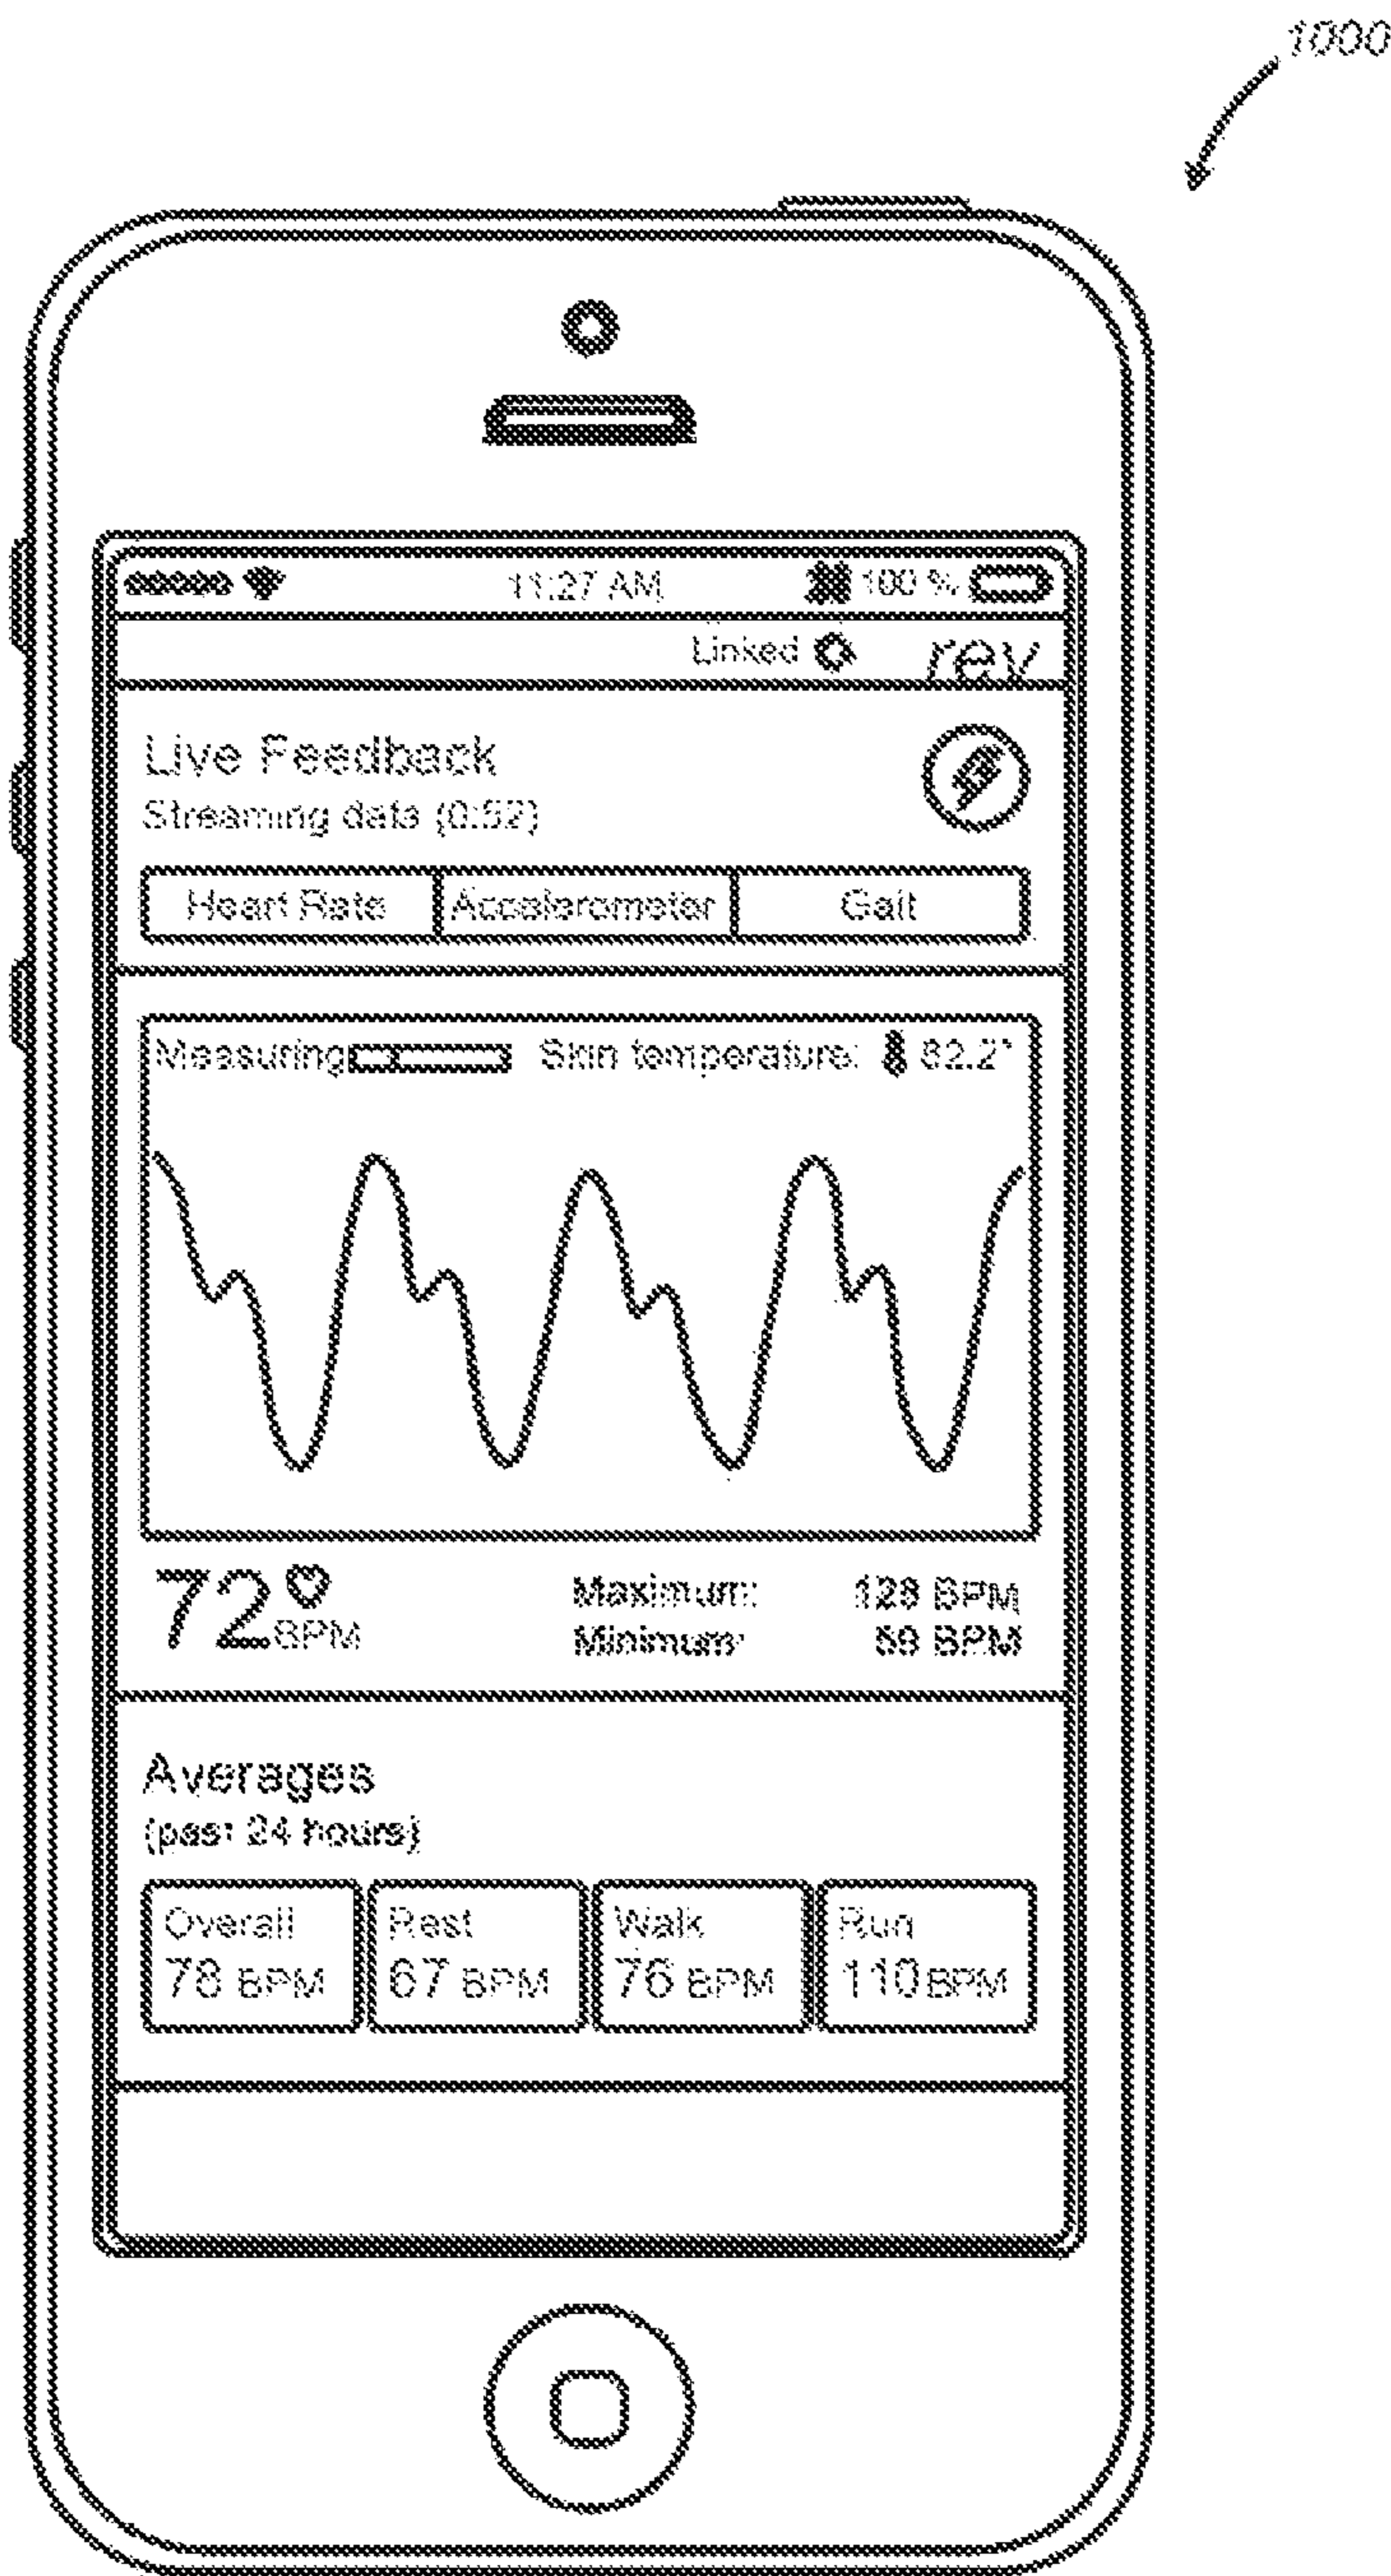 1000
11:27 AM 100 %
Linked rev
Live Feedback
Streaming data (0:52)
Heart Rate Accelerometer Gait
Measuring Skin temperature: 82.2°
72 BPM
Maximum: 128 BPM
Minimum: 59 BPM
Averages
(past 24 hours)
Overall Rest Walk Run
78 BPM 67 BPM 76 BPM 110 BPM